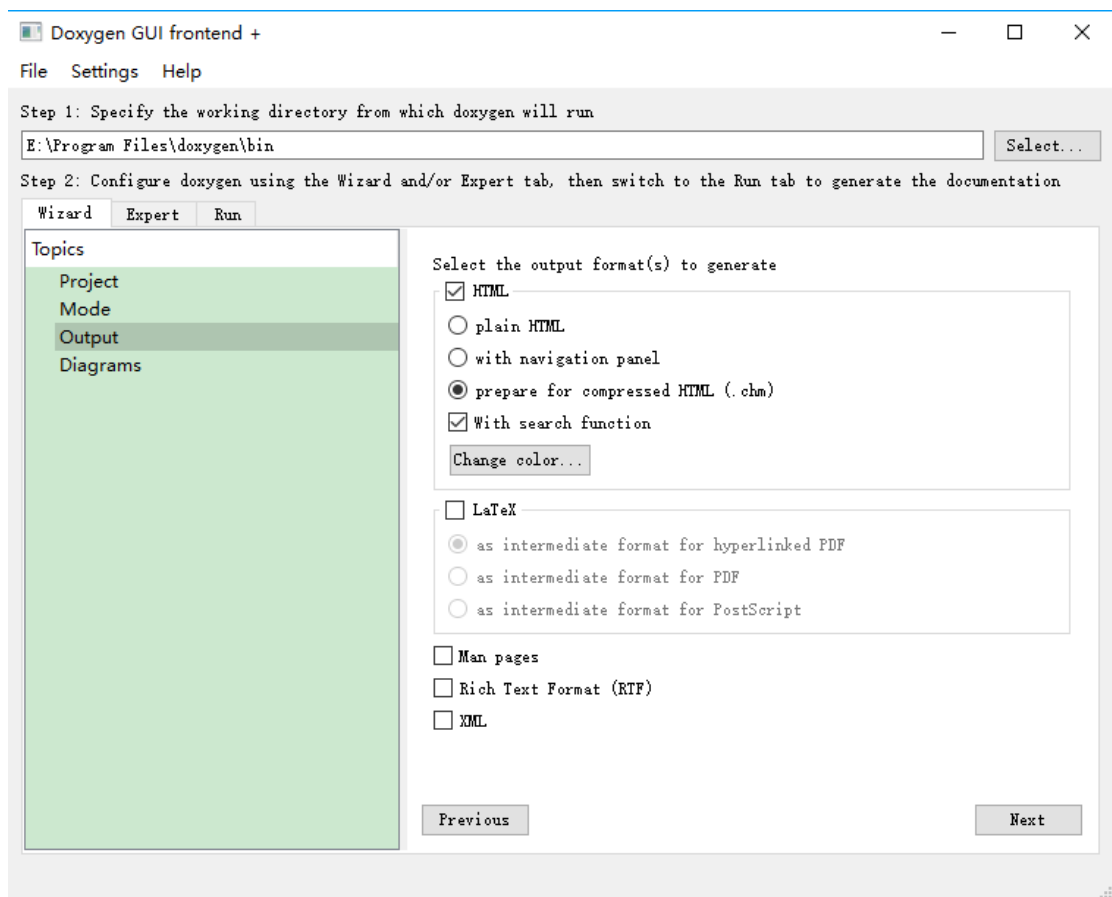 Doxygen GUI frontend +
File Settings Help
Step 1: Specify the working directory from which doxygen will run
E:\Program Files\doxygen\bin
Select...
Step 2: Configure doxygen using the Wizard and/or Expert tab, then switch to the Run tab to generate the documentation
Wizard Expert Run
Topics
Project
Mode
Output
Diagrams
Select the output format(s) to generate
HTML
plain HTML
with navigation panel
prepare for compressed HTML (.chm)
With search function
Change color...
LaTeX
as intermediate format for hyperlinked PDF
as intermediate format for PDF
as intermediate format for PostScript
Man pages
Rich Text Format (RTF)
XML
Previous
Next